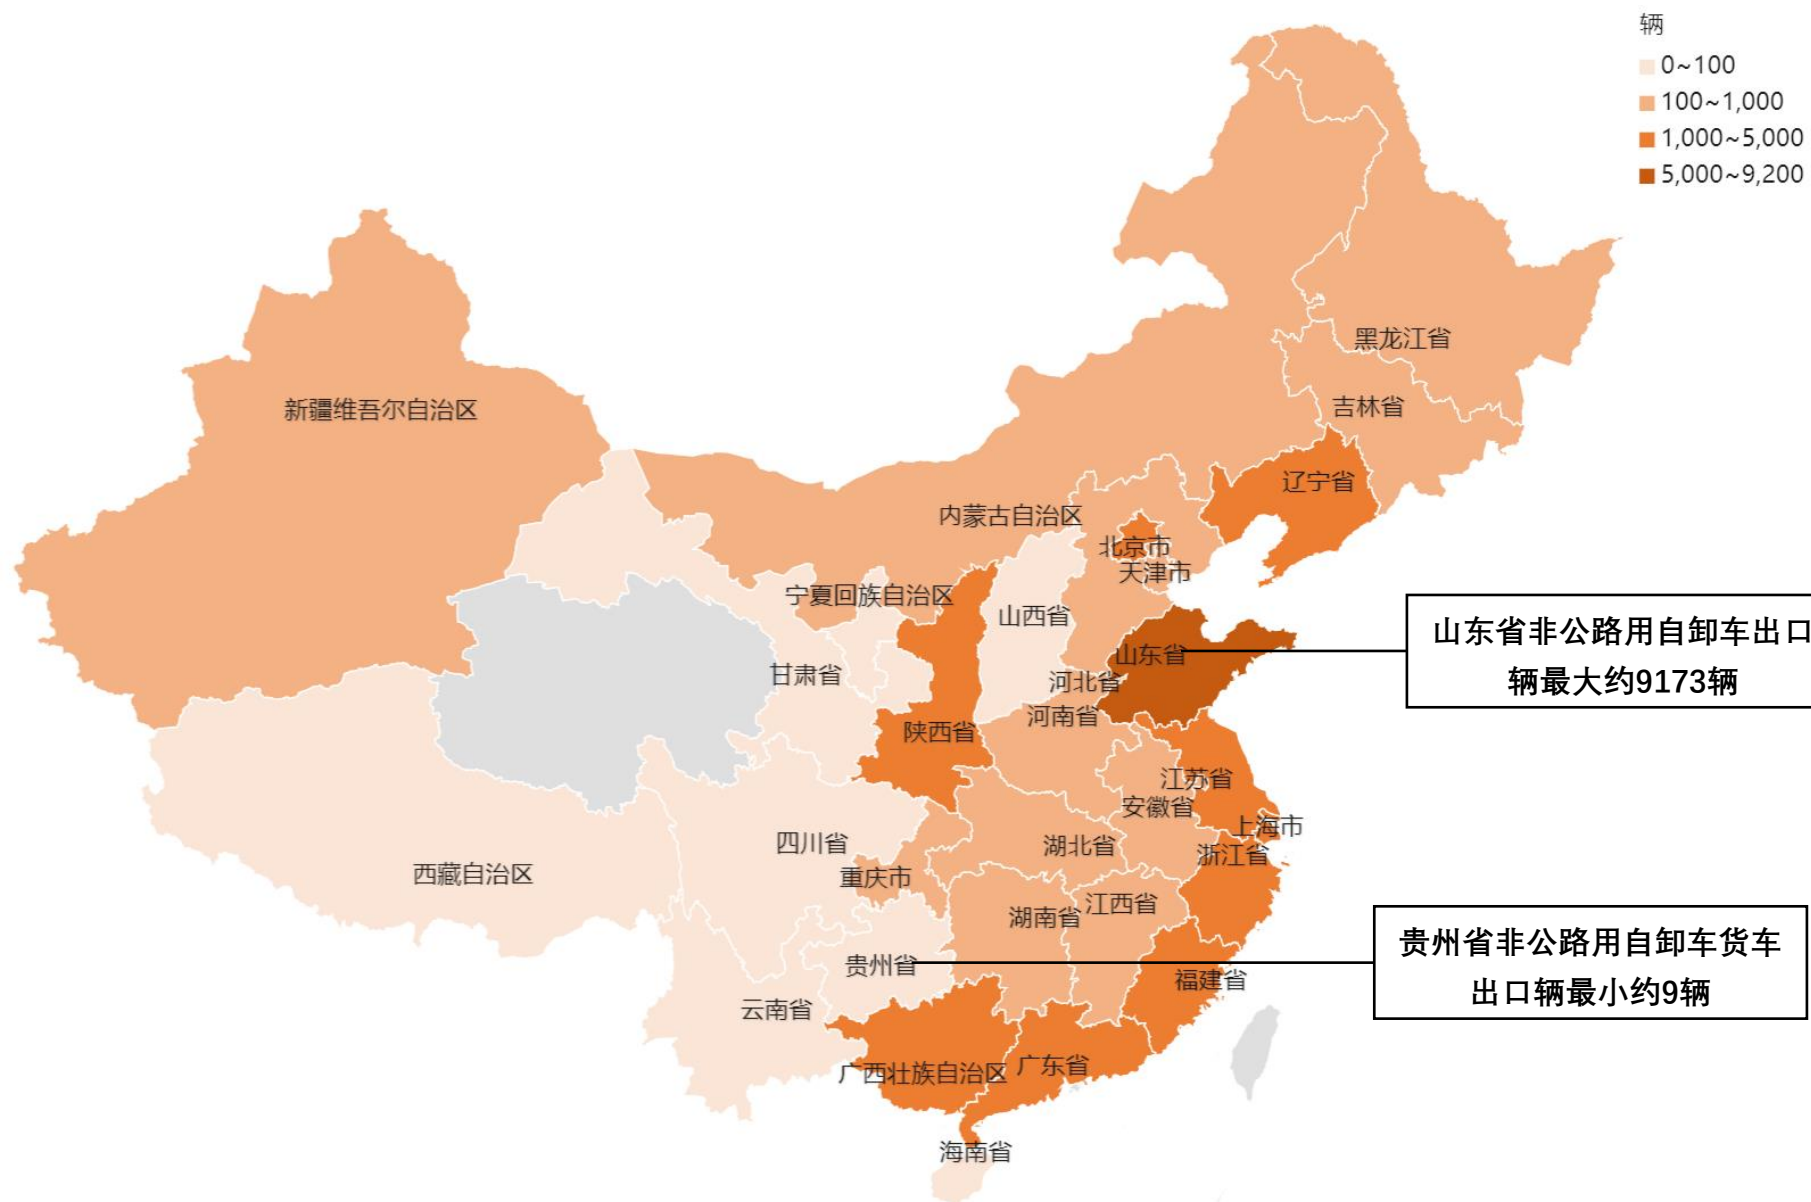 辆
0~100
100~1,000
1,000~5,000
5,000~9,200
黑龙江省
吉林省
新疆维吾尔自治区
辽宁省
内蒙古自治区
北京市
天津市
宁夏回族自治区
山西省
山东省非公路用自卸车出口
辆最大约9173辆
山东省
甘肃省
河北省
河南省
陕西省
江苏省
安徽省
上海市
四川省
湖北省
浙江省
西藏自治区
重庆市
江西省
湖南省
贵州省非公路用自卸车货车
出口辆最小约9辆
贵州省
福建省
云南省
广西壮族自治区
广东省
海南省